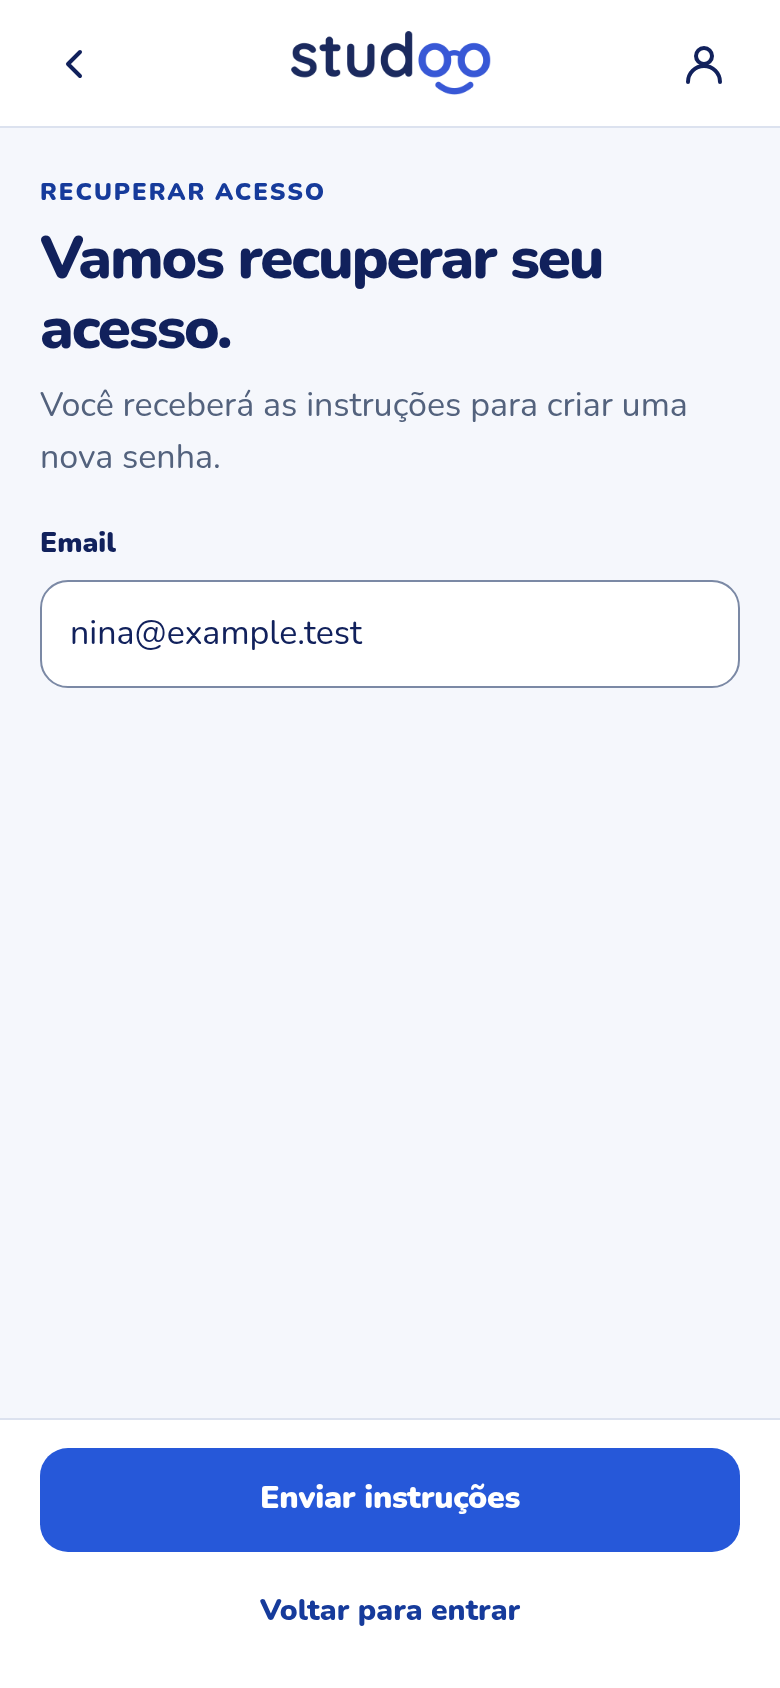 studoo
RECUPERAR ACESSO
Vamos recuperar seu
acesso.
Você receberá as instruções para criar uma
nova senha.
Email
nina@example.test
Enviar instruções
Voltar para entrar